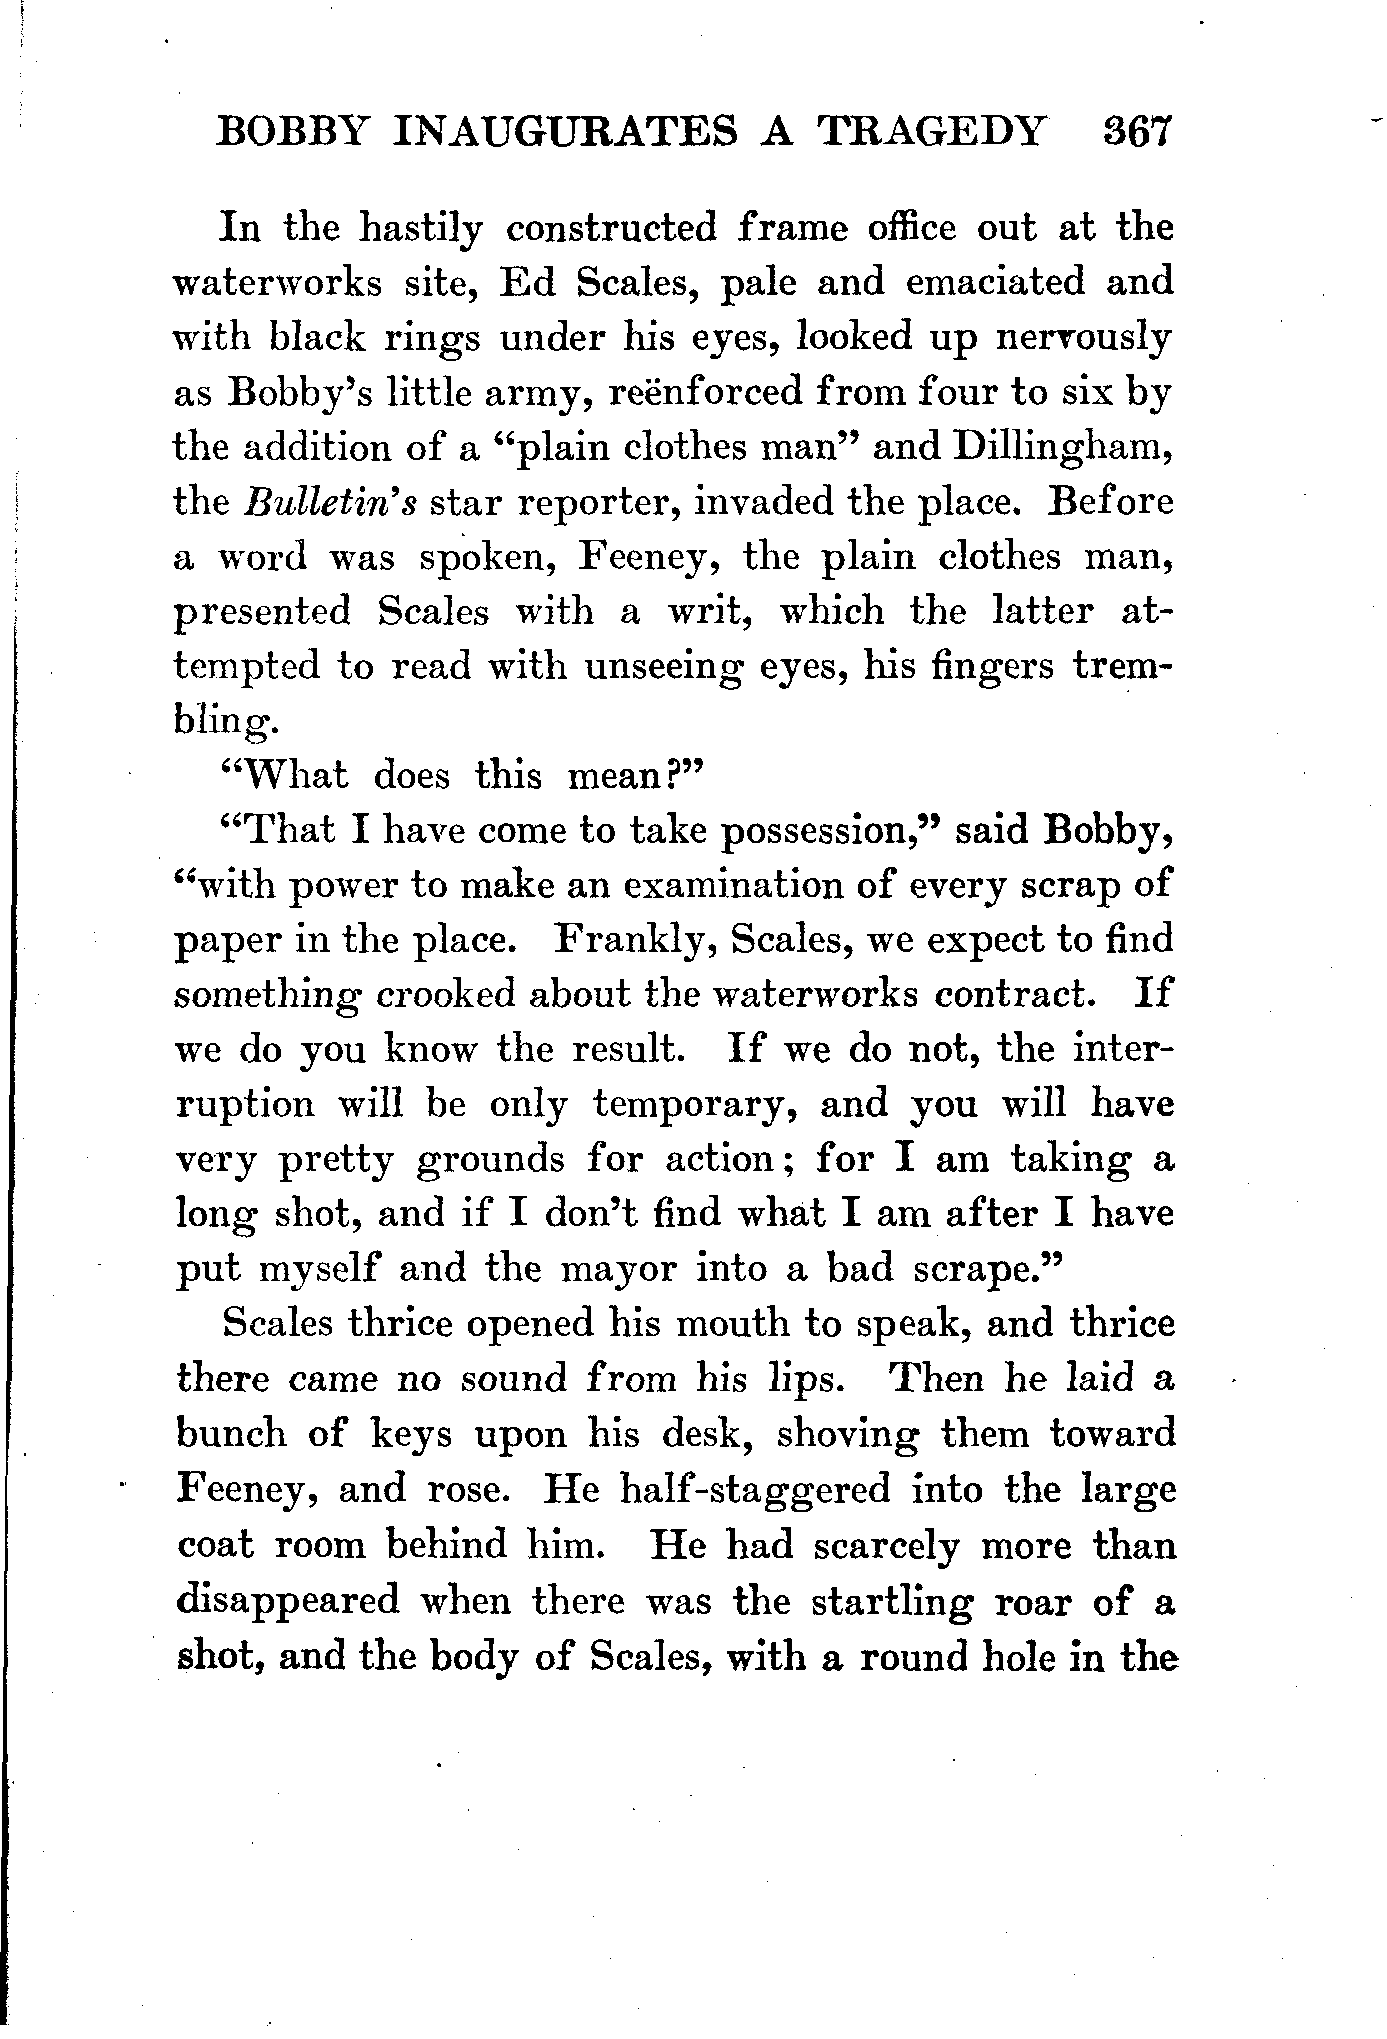 BOBBY INAUGURATES A TRAGEDY 367
In the hastily constructed frame office out at the
waterworks site, Ed Scales, pale and emaciated and
with black rings under his eyes, looked up nervously
as Bobby's little army, reënforced from four to six by
the addition of a “plain clothes man” and Dillingham,
the Bulletin's star reporter, invaded the place. Before
a word was spoken, Feeney, the plain clothes man,
presented Scales with a writ, which the latter at-
tempted to read with unseeing eyes, his fingers trem-
bling.
“What does this mean?”
“That I have come to take possession,” said Bobby,
“with power to make an examination of every scrap of
paper in the place. Frankly, Scales, we expect to find
something crooked about the waterworks contract. If
we do you know the result. If we do not, the inter-
ruption will be only temporary, and you will have
very pretty grounds for action; for I am taking a
long shot, and if I don't find what I am after I have
put myself and the mayor into a bad scrape.”
Scales thrice opened his mouth to speak, and thrice
there came no sound from his lips. Then he laid a
bunch of keys upon his desk, shoving them toward
Feeney, and rose. He half-staggered into the large
coat room behind him. He had scarcely more than
disappeared when there was the startling roar of a
shot, and the body of Scales, with a round hole in the